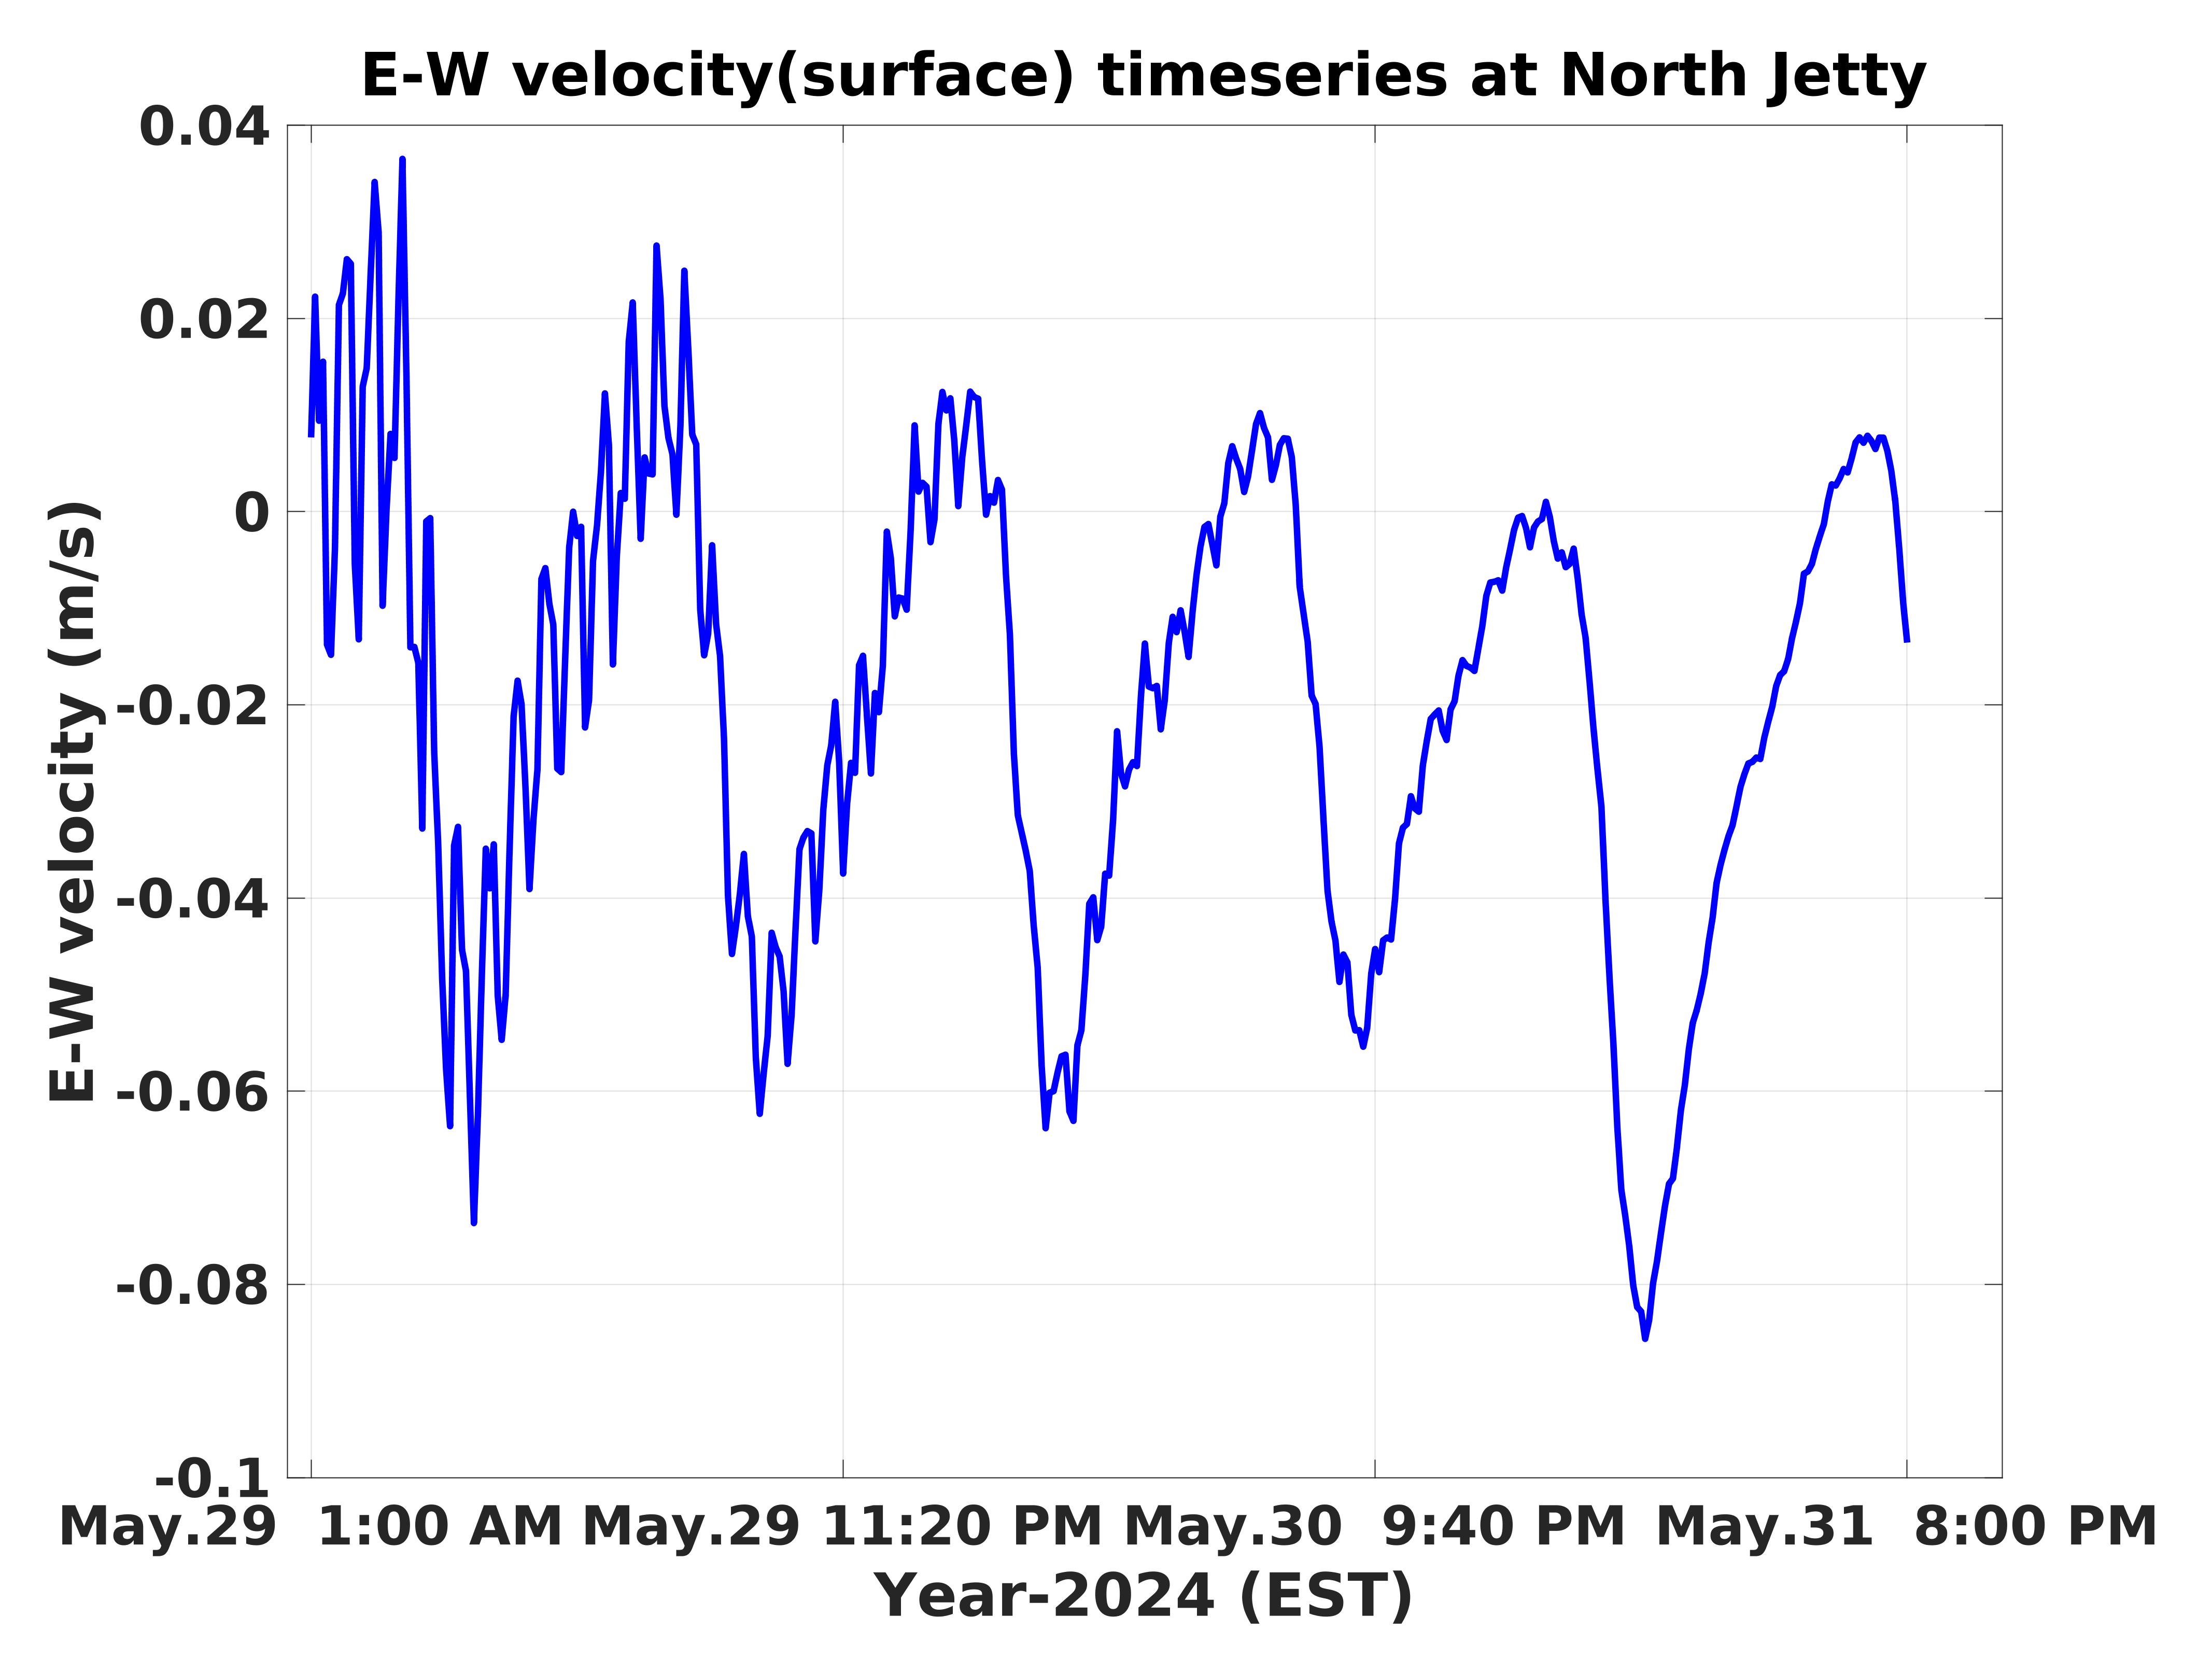 E-W velocity(surface) timeseries at North Jetty
0.04
0.02
0
-0.02
-0.04
-0.06
-0.08
-0.1
E-W velocity (m/s)
May.29 1:00 AM May.29 11:20 PM May.30 9:40 PM May.31 8:00 PM
Year-2024 (EST)